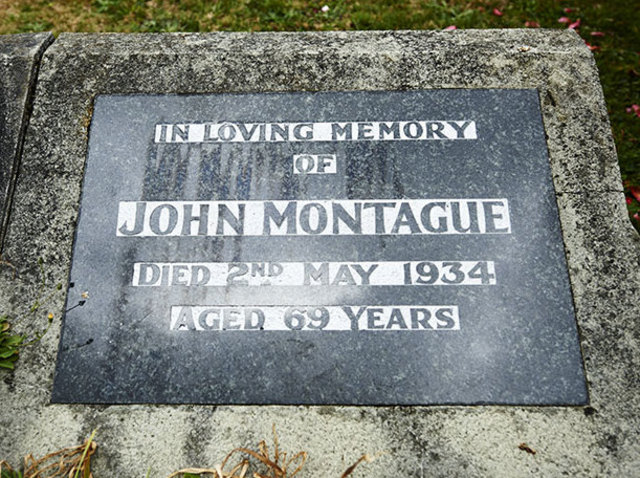 IN LOVING MEMORY
OF
JOHN MONTAGUE
DIED 2ND MAY 1934
AGED 69 YEARS